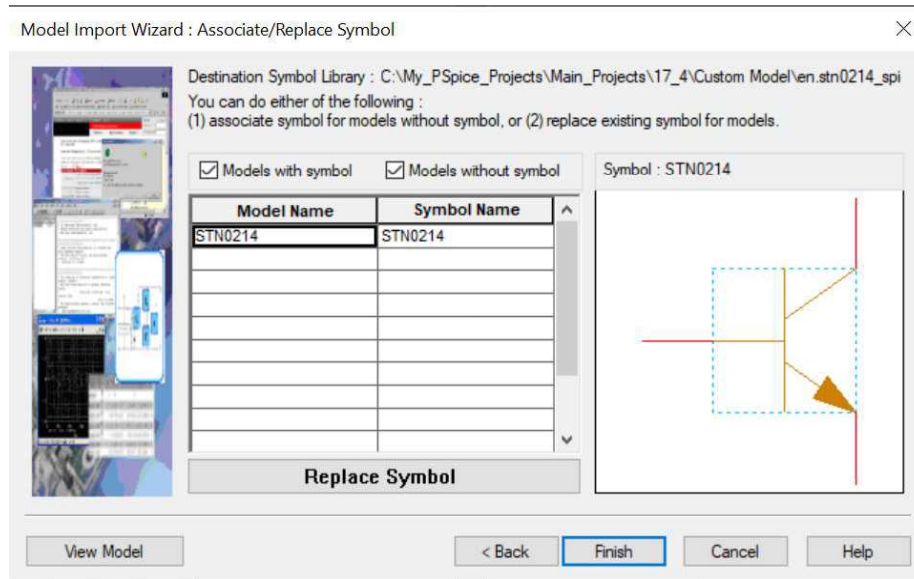 Model Import Wizard : Associate/Replace Symbol
Destination Symbol Library : C:\My_PSpice_Projects\Main_Projects\17_4\Custom Model\en.stn0214_spi
You can do either of the following :
(1) associate symbol for models without symbol, or (2) replace existing symbol for models.
Models with symbol Models without symbol Symbol : STN0214
Model Name Symbol Name
STN0214 STN0214
Replace Symbol
View Model < Back Finish Cancel Help